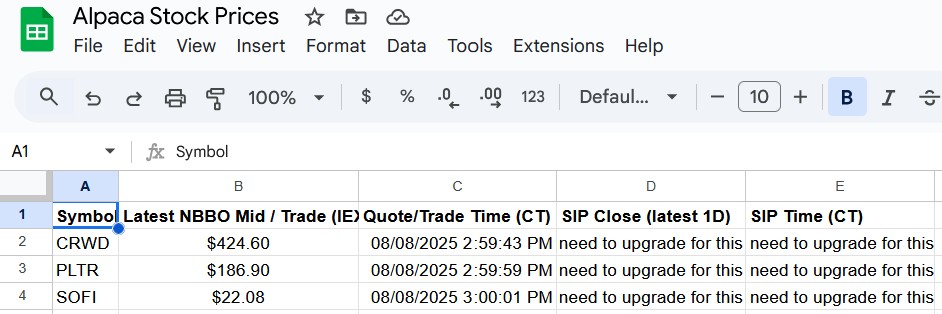 Alpaca Stock Prices
File Edit View Insert Format Data Tools Extensions Help
100% $ % .0 .00 123 Defaul... − 10 + B I S
A1 fx Symbol
A B C D E
1 Symbol Latest NBBO Mid / Trade (IEX Quote/Trade Time (CT) SIP Close (latest 1D) SIP Time (CT)
2 CRWD $424.60 08/08/2025 2:59:43 PM need to upgrade for this need to upgrade for this
3 PLTR $186.90 08/08/2025 2:59:59 PM need to upgrade for this need to upgrade for this
4 SOFI $22.08 08/08/2025 3:00:01 PM need to upgrade for this need to upgrade for this